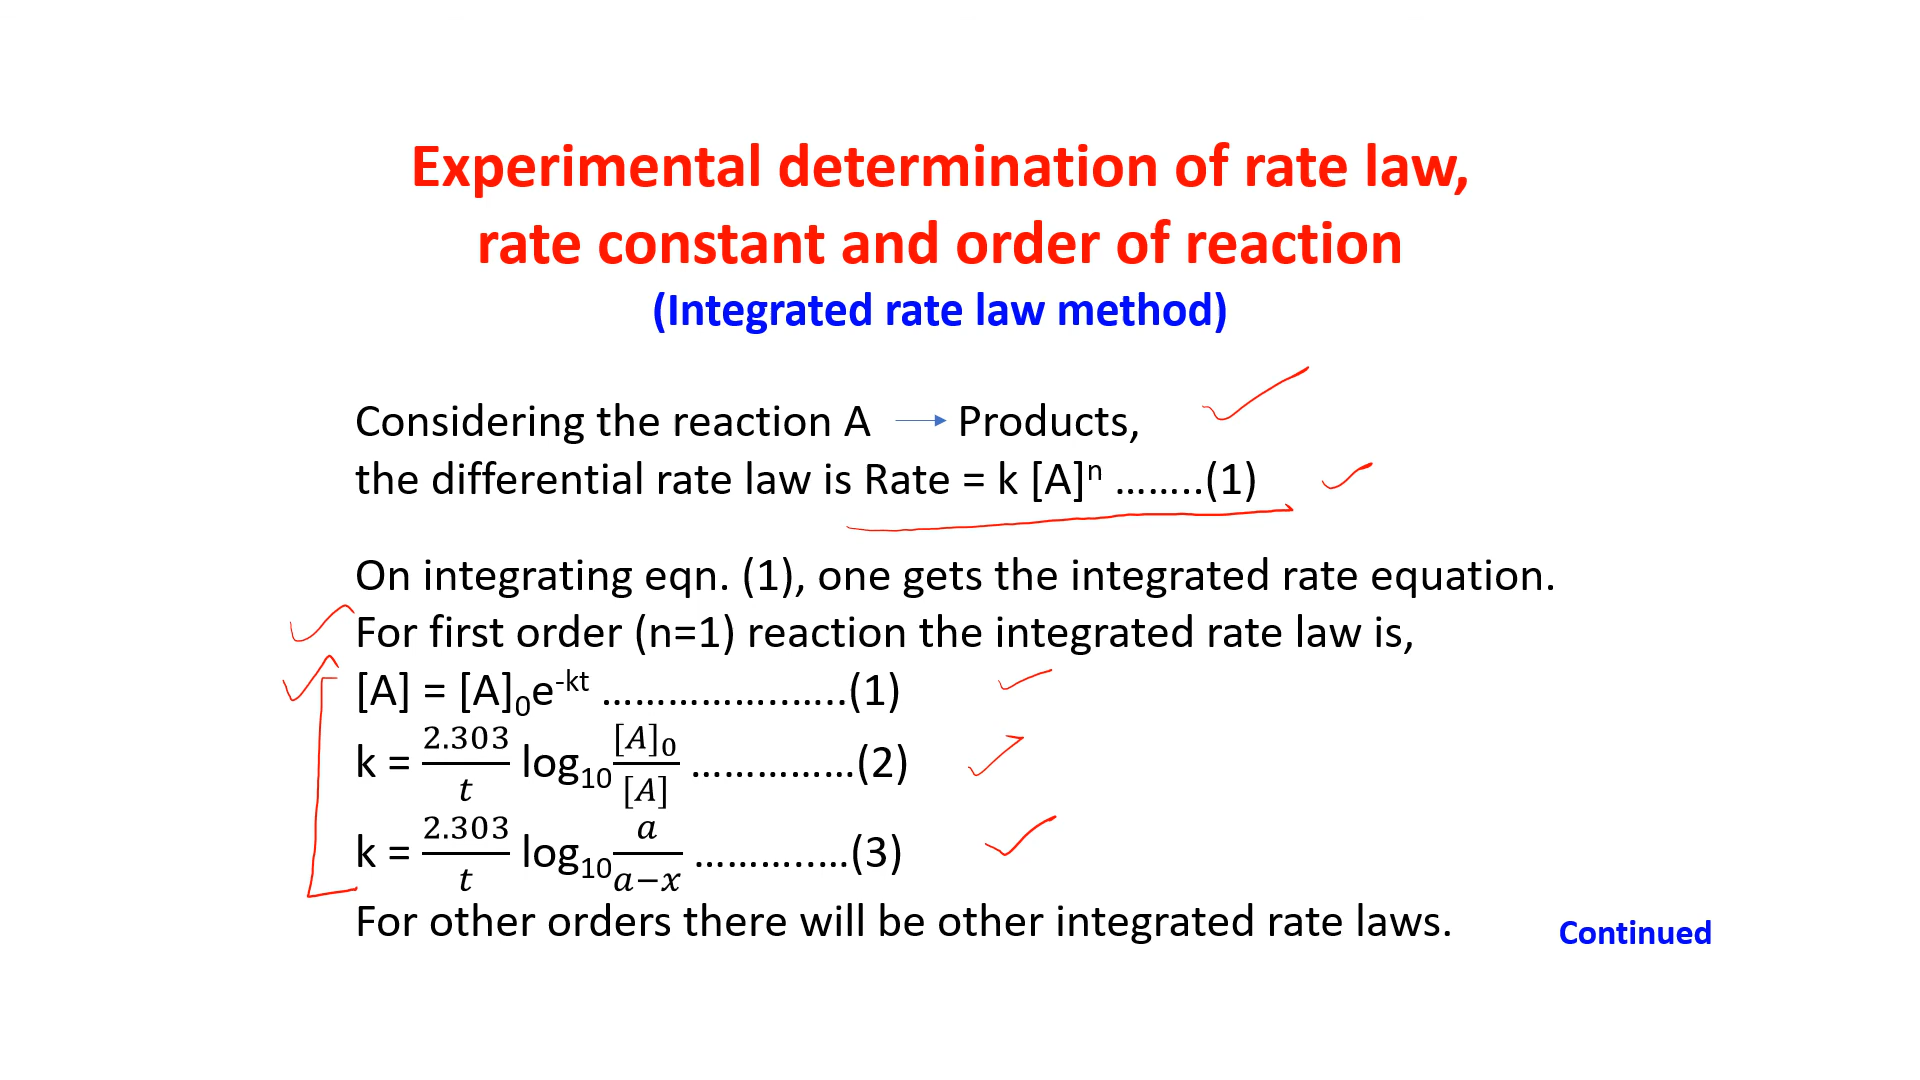 Experimental determination of rate law,
rate constant and order of reaction
(Integrated rate law method)
Considering the reaction A → Products,
the differential rate law is Rate = k [A]ⁿ ……..(1)
On integrating eqn. (1), one gets the integrated rate equation.
For first order (n=1) reaction the integrated rate law is,
[A] = [A]₀e⁻ᵏᵗ ……………..…..(1)
k = 2.303/t log₁₀ [A]₀/[A] ……………(2)
k = 2.303/t log₁₀ a/a−x ………..…(3)
For other orders there will be other integrated rate laws.
Continued